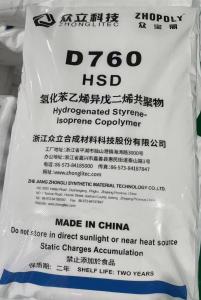 众立科技
ZHONGLITEC
ZHOPOLY
众宝丽
D760
HSD
氢化苯乙烯异戊二烯共聚物
Hydrogenated Styrene-
isoprene Copolymer
浙江众立合成材料科技股份有限公司
www.zhonglitec.com
ZHEJIANG ZHONGLI SYNTHETIC MATERIAL TECHNOLOGY CO.,LTD.
MADE IN CHINA
Do not store in direct sunlight or near heat source
Static Charges Accumulation
禁止添加於食品
保质期：二年 SHELF LIFE: TWO YEARS